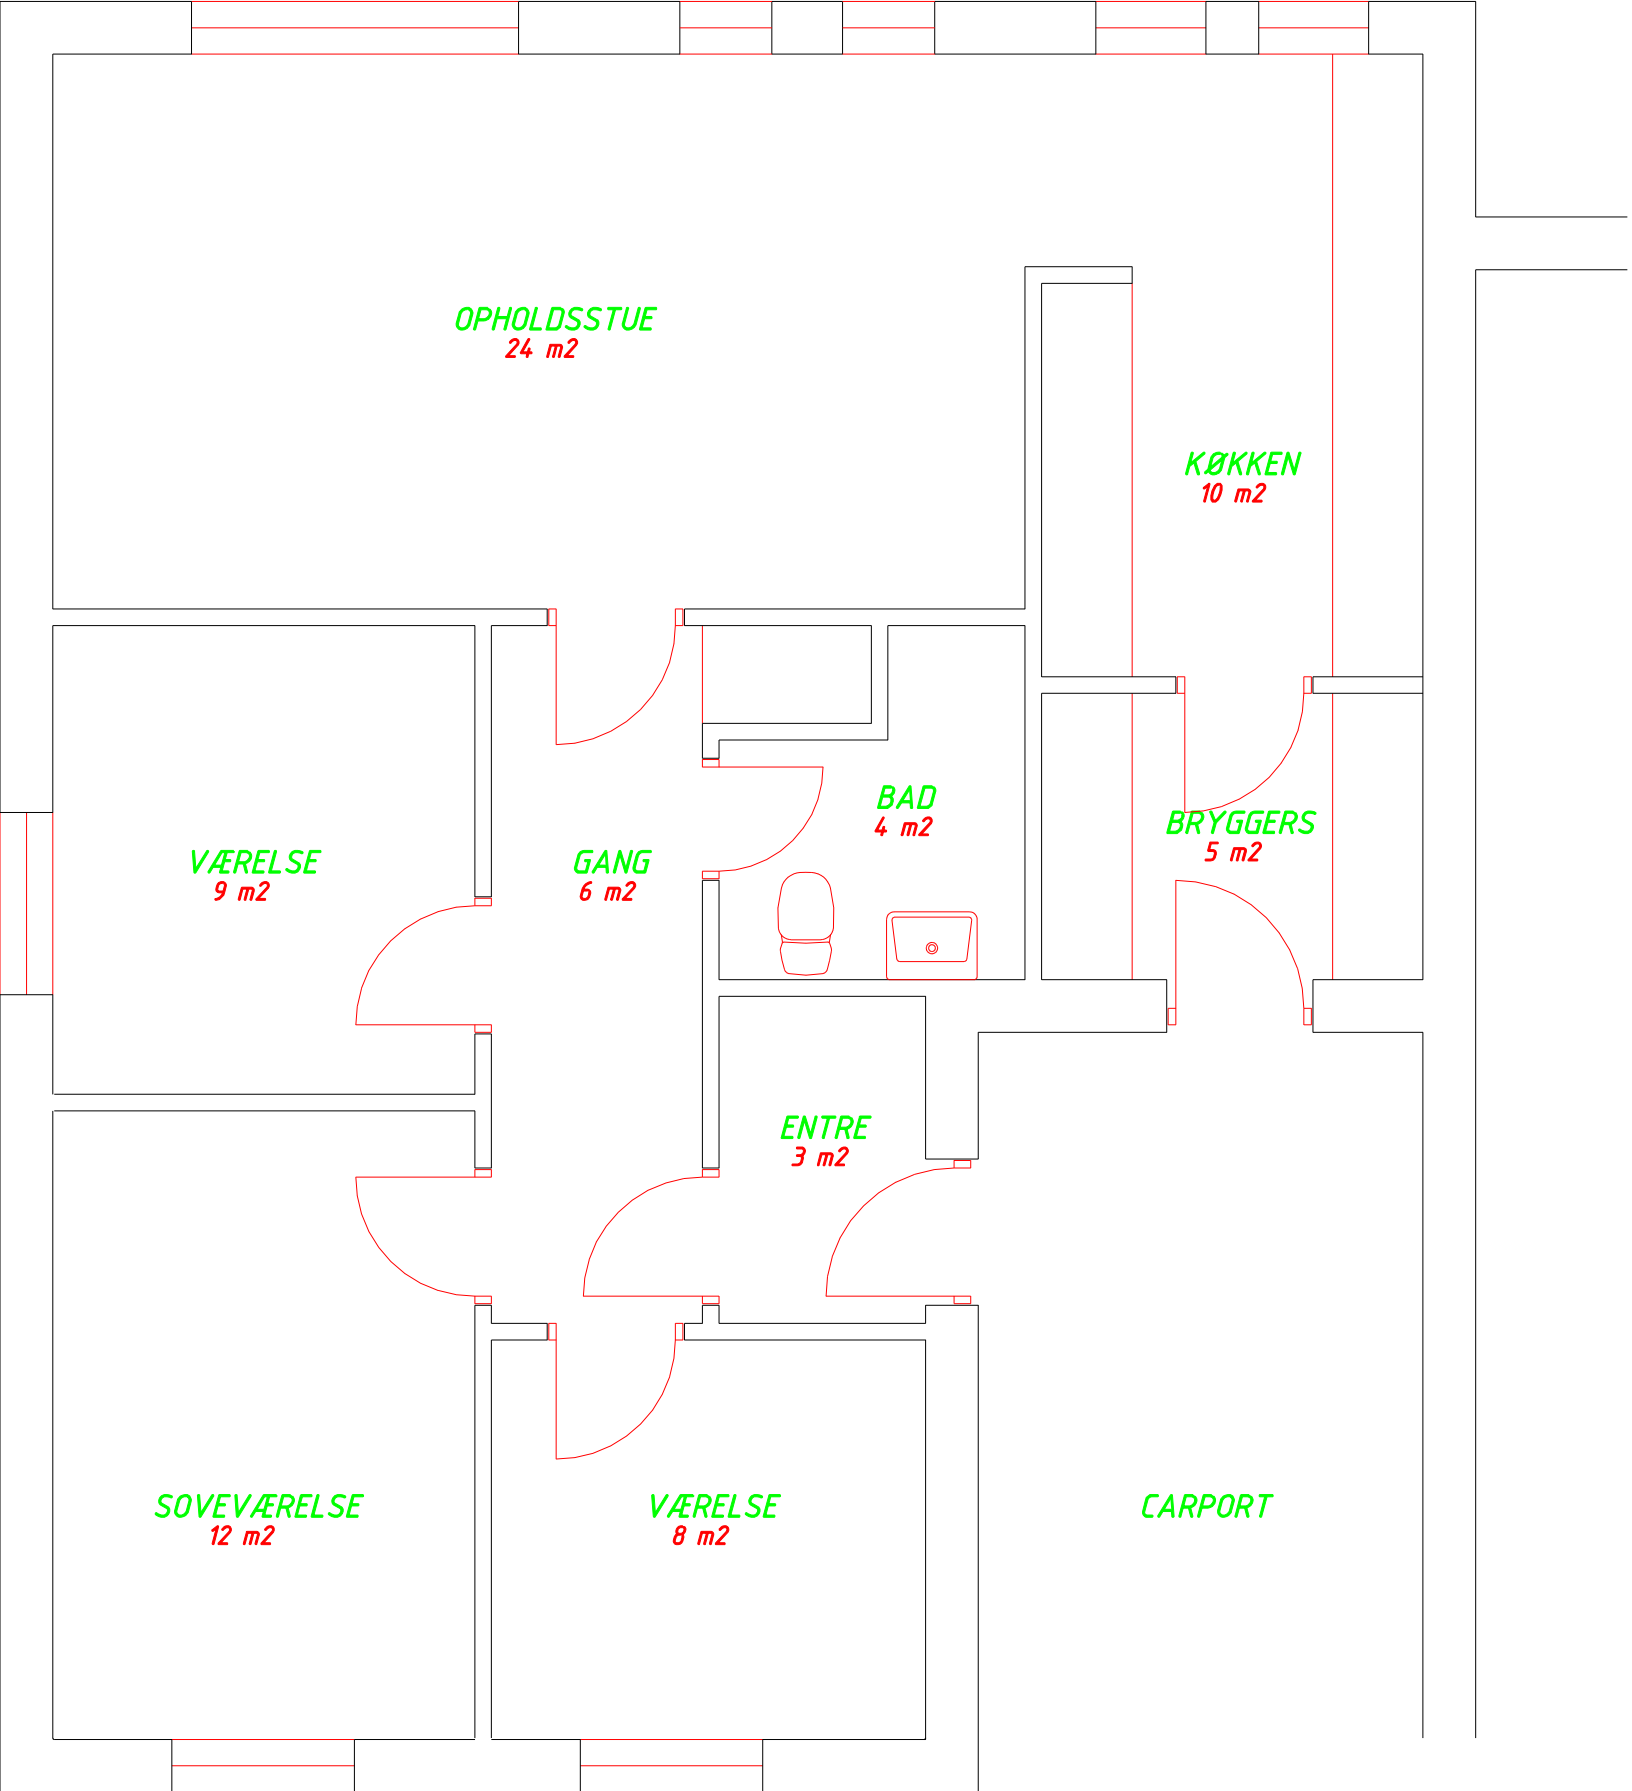 OPHOLDSSTUE
24 m2
KØKKEN
10 m2
BAD
4 m2
BRYGGERS
5 m2
VÆRELSE
9 m2
GANG
6 m2
ENTRE
3 m2
SOVEVÆRELSE
12 m2
VÆRELSE
8 m2
CARPORT